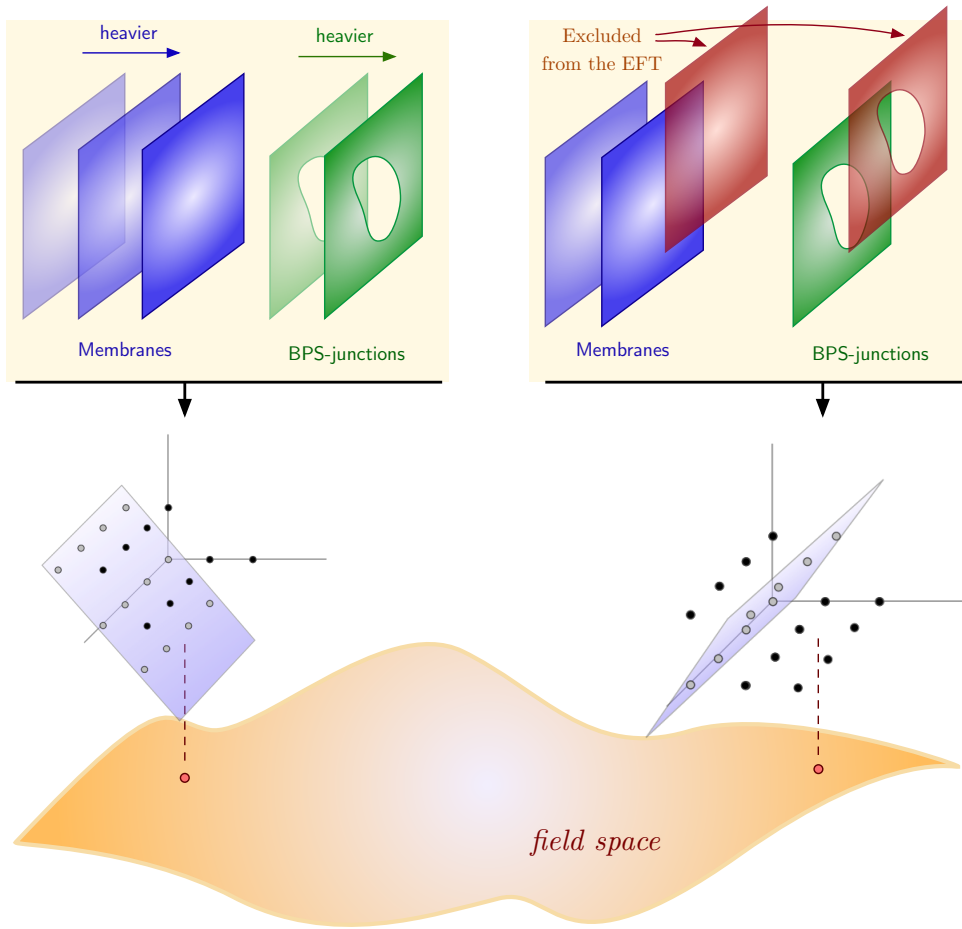 heavier
heavier
Membranes
BPS-junctions
Excluded
from the EFT
Membranes
BPS-junctions
field space